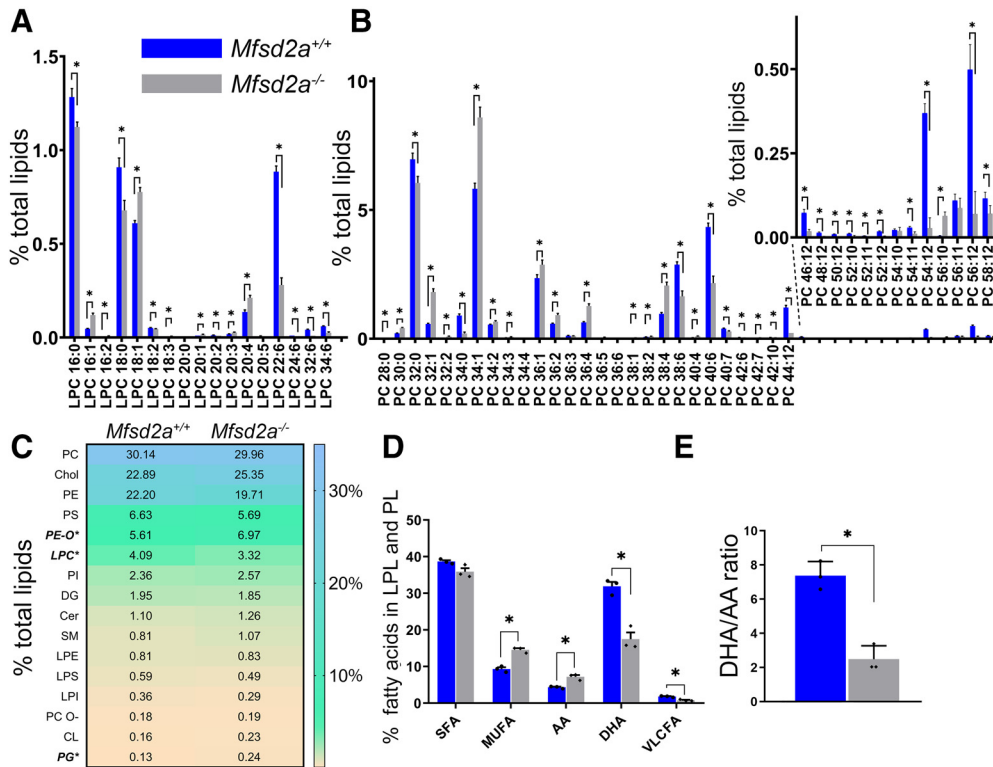 A
Mfsd2a+/+
Mfsd2a-/-
% total lipids
1.5
1.0
0.5
0.0
* * * * * * * * * * * * * * * * *
LPC 16:0
LPC 16:1
LPC 16:2
LPC 18:0
LPC 18:1
LPC 18:2
LPC 18:3
LPC 20:0
LPC 20:1
LPC 20:2
LPC 20:3
LPC 20:4
LPC 20:5
LPC 22:6
LPC 24:6
LPC 32:6
LPC 34:6
B
% total lipids
10
5
0
PC 28:0
PC 30:0
PC 32:0
PC 32:1
PC 32:2
PC 34:0
PC 34:1
PC 34:2
PC 34:3
PC 34:4
PC 36:1
PC 36:2
PC 36:3
PC 36:4
PC 36:5
PC 36:6
PC 38:1
PC 38:2
PC 38:4
PC 38:6
PC 40:4
PC 40:6
PC 40:7
PC 42:6
PC 42:7
PC 42:10
PC 44:12
% total lipids
0.50
0.25
0.00
PC 46:12
PC 48:12
PC 50:12
PC 52:10
PC 52:11
PC 52:12
PC 54:10
PC 54:11
PC 54:12
PC 56:10
PC 56:11
PC 56:12
PC 58:12
C
Mfsd2a+/+ Mfsd2a-/-
% total lipids
PC 30.14 29.96
Chol 22.89 25.35
PE 22.20 19.71
PS 6.63 5.69
PE-O* 5.61 6.97
LPC* 4.09 3.32
PI 2.36 2.57
DG 1.95 1.85
Cer 1.10 1.26
SM 0.81 1.07
LPE 0.81 0.83
LPS 0.59 0.49
LPI 0.36 0.29
PC O- 0.18 0.19
CL 0.16 0.23
PG* 0.13 0.24
30%
20%
10%
D
% fatty acids in LPL and PL
50
40
30
20
10
0
* * * *
SFA
MUFA
AA
DHA
VLCFA
E
DHA/AA ratio
10
8
6
4
2
0
*